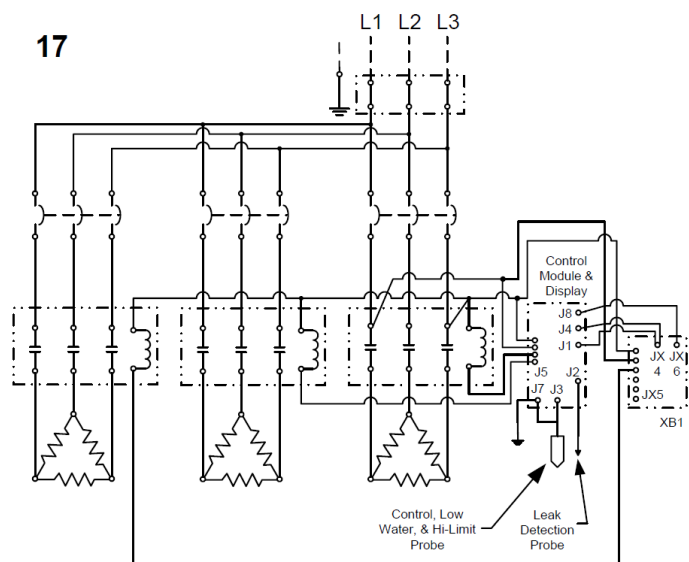 17
L1 L2 L3
Control
Module &
Display
J8
J4
J1
J5 J2
J7 J3
JX JX
4 6
JX5
XB1
Control, Low
Water, & Hi-Limit
Probe
Leak
Detection
Probe